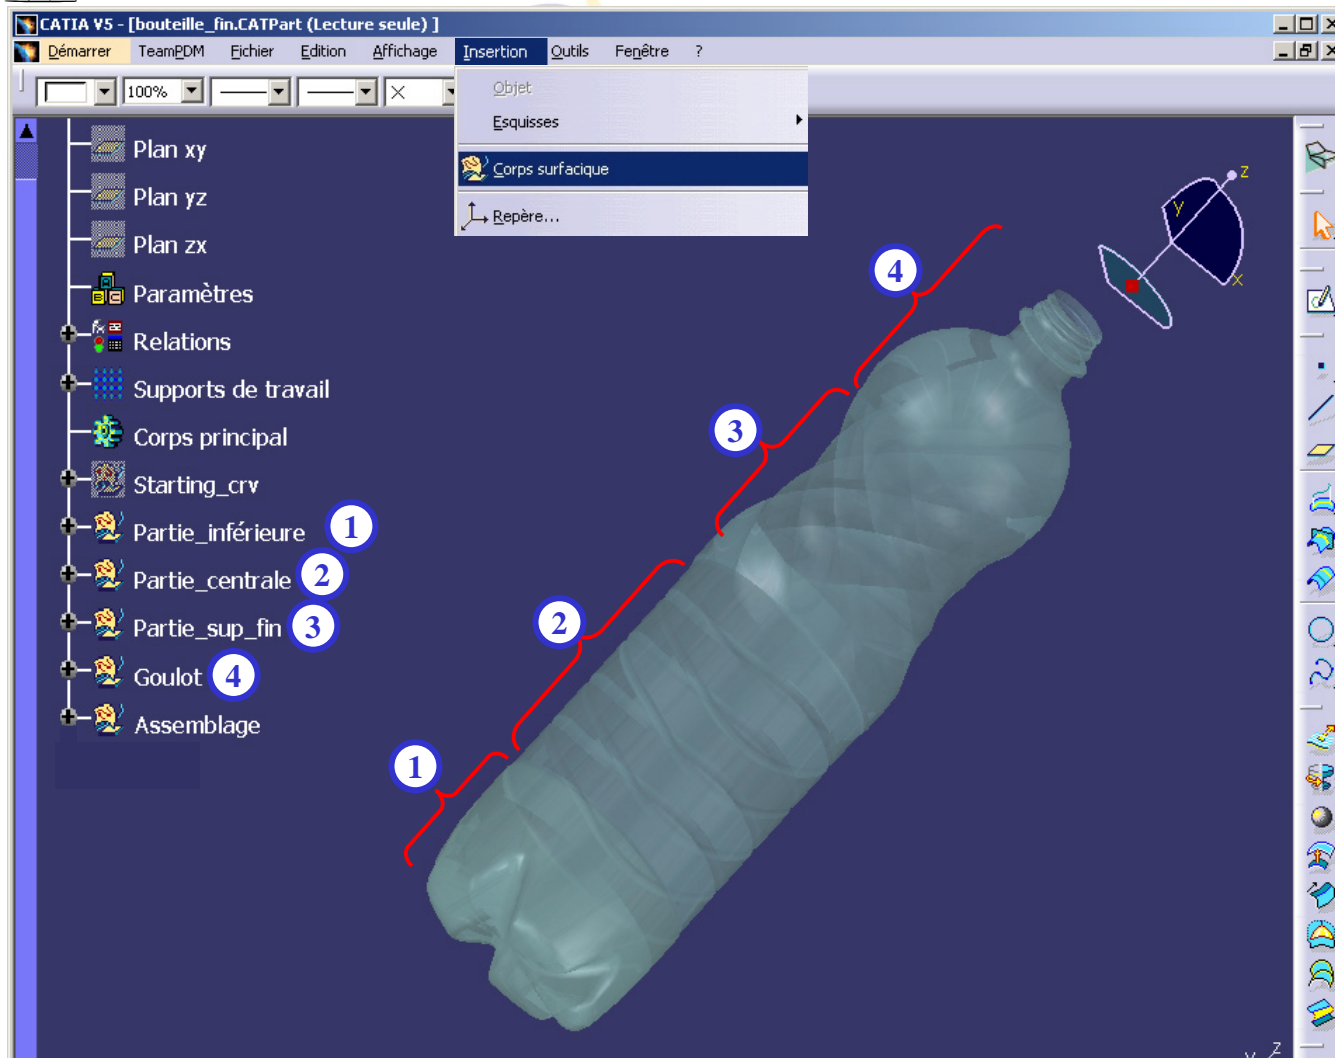 CATIA V5 - [bouteille_fin.CATPart (Lecture seule) ]
Démarrer TeamPDM Fichier Edition Affichage Insertion Outils Fenêtre ?
100%
Objet
Esquisses
Corps surfacique
Repère...
Plan xy
Plan yz
Plan zx
Paramètres
Relations
Supports de travail
Corps principal
Starting_crv
Partie_inférieure 1
Partie_centrale 2
Partie_sup_fin 3
Goulot 4
Assemblage
4
3
2
1
z
y
x
z
y